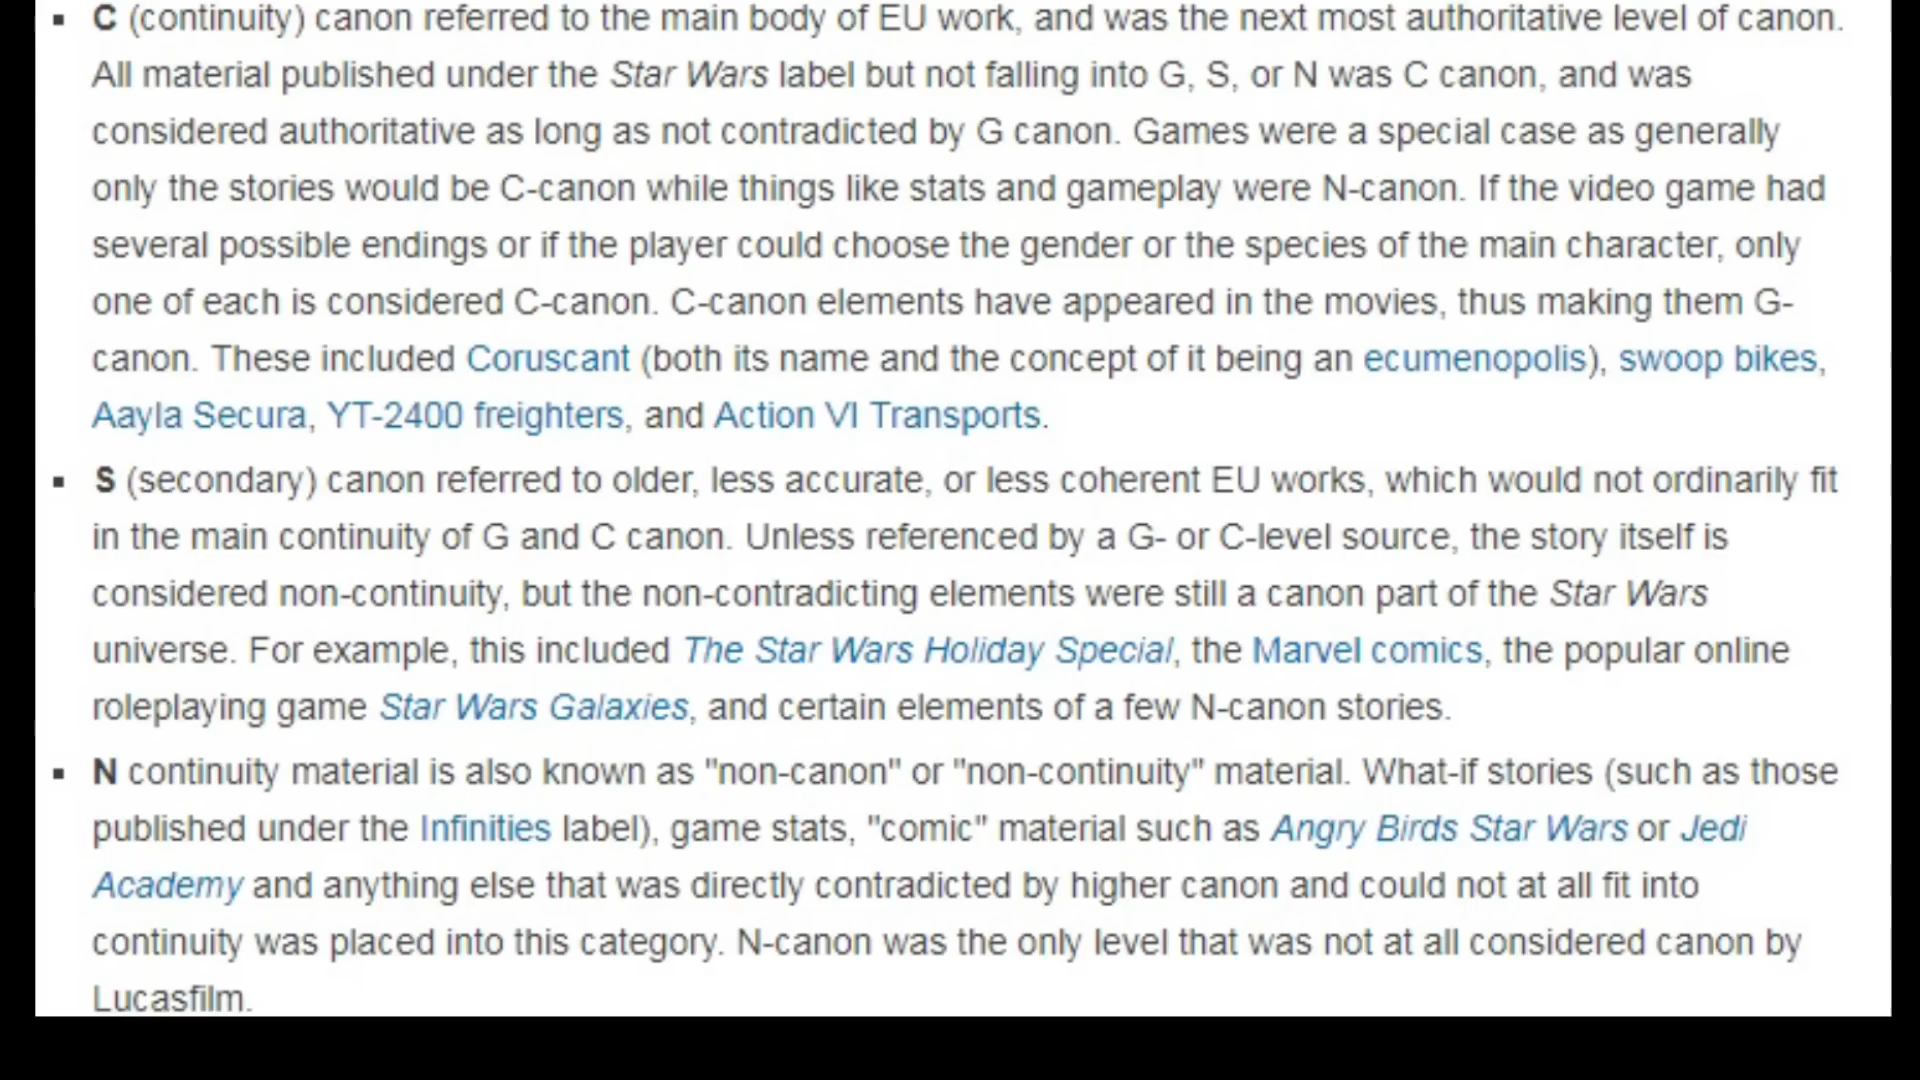 ▪ C (continuity) canon referred to the main body of EU work, and was the next most authoritative level of canon.
All material published under the Star Wars label but not falling into G, S, or N was C canon, and was
considered authoritative as long as not contradicted by G canon. Games were a special case as generally
only the stories would be C-canon while things like stats and gameplay were N-canon. If the video game had
several possible endings or if the player could choose the gender or the species of the main character, only
one of each is considered C-canon. C-canon elements have appeared in the movies, thus making them G-
canon. These included Coruscant (both its name and the concept of it being an ecumenopolis), swoop bikes,
Aayla Secura, YT-2400 freighters, and Action VI Transports.
▪ S (secondary) canon referred to older, less accurate, or less coherent EU works, which would not ordinarily fit
in the main continuity of G and C canon. Unless referenced by a G- or C-level source, the story itself is
considered non-continuity, but the non-contradicting elements were still a canon part of the Star Wars
universe. For example, this included The Star Wars Holiday Special, the Marvel comics, the popular online
roleplaying game Star Wars Galaxies, and certain elements of a few N-canon stories.
▪ N continuity material is also known as "non-canon" or "non-continuity" material. What-if stories (such as those
published under the Infinities label), game stats, "comic" material such as Angry Birds Star Wars or Jedi
Academy and anything else that was directly contradicted by higher canon and could not at all fit into
continuity was placed into this category. N-canon was the only level that was not at all considered canon by
Lucasfilm.